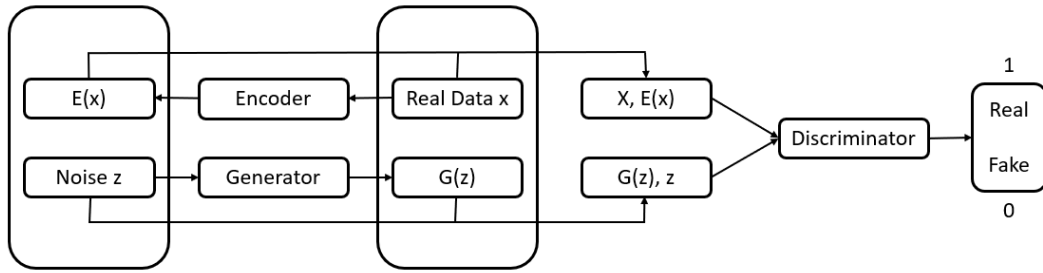 E(x)
Encoder
Real Data x
X, E(x)
Noise z
Generator
G(z)
G(z), z
Discriminator
1
Real
Fake
0